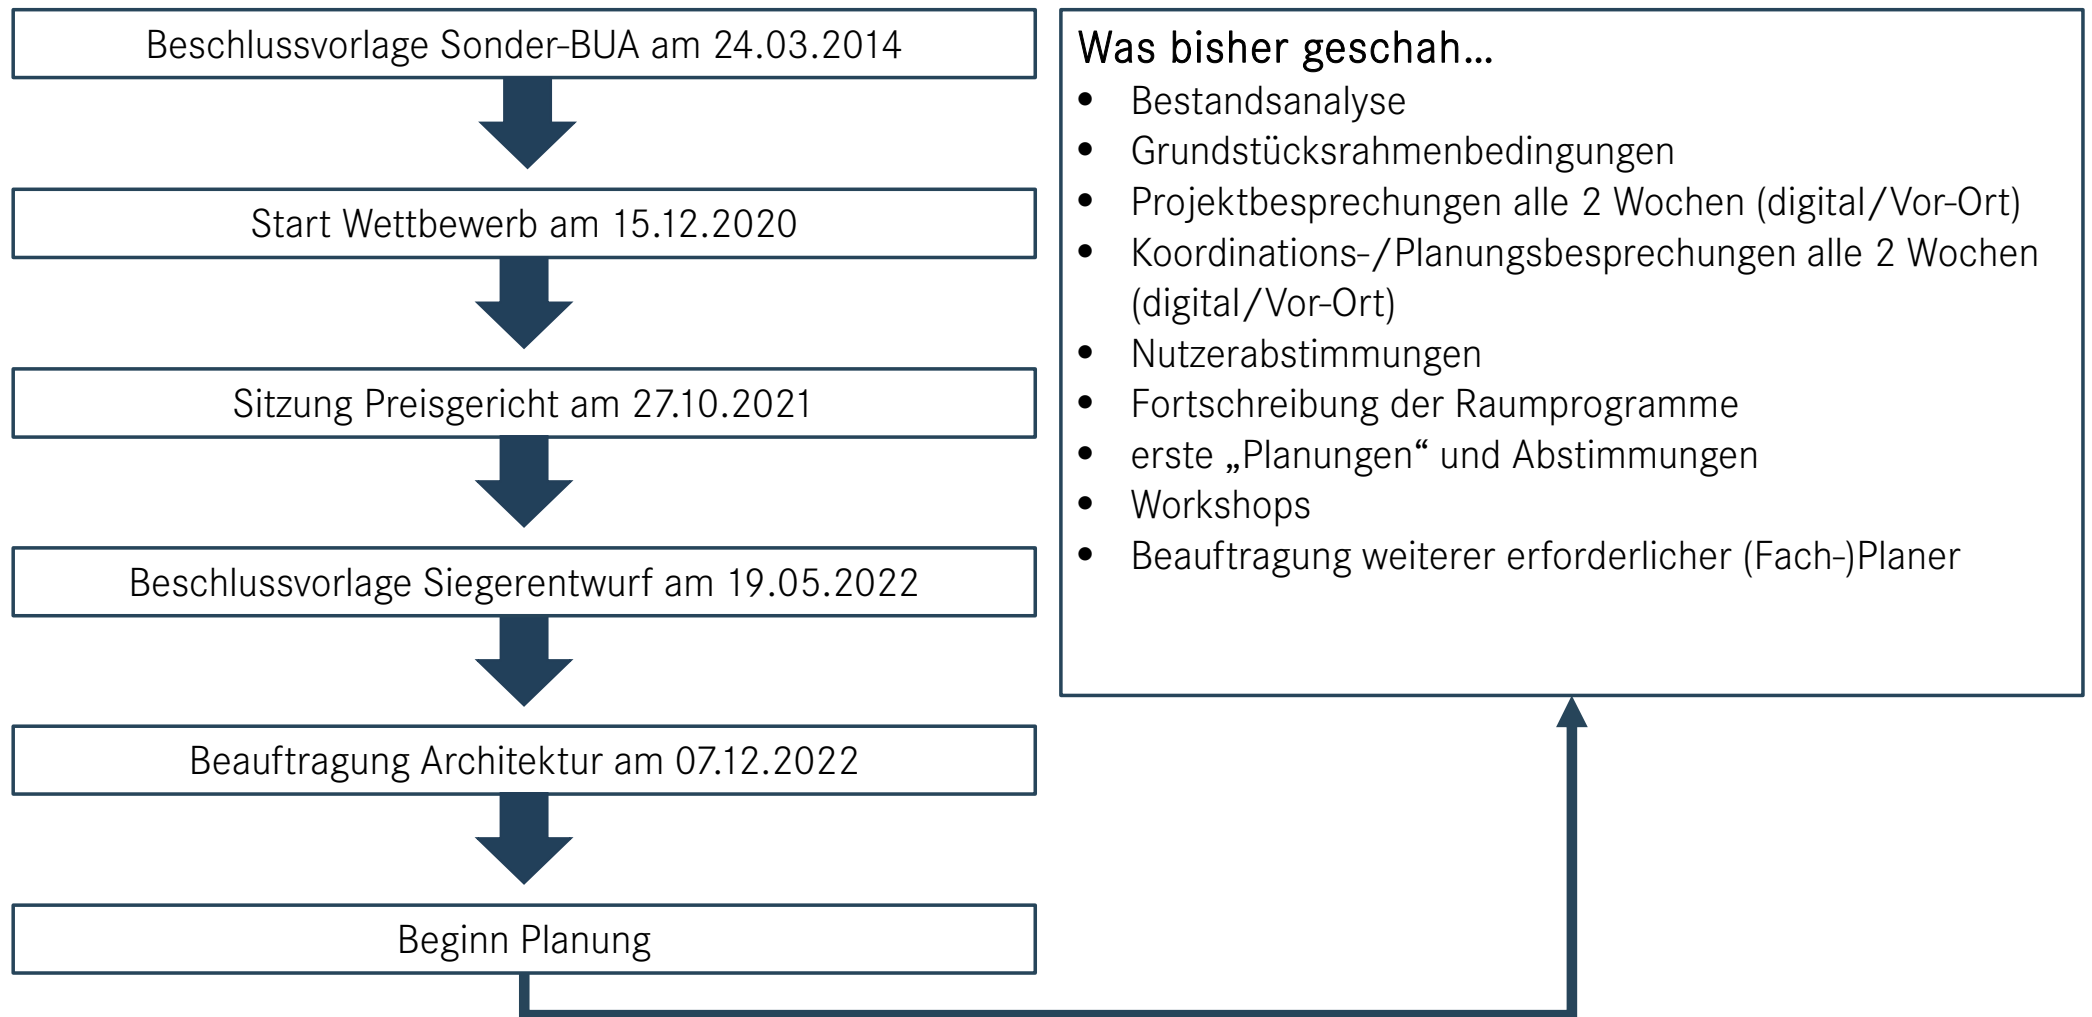 Beschlussvorlage Sonder-BUA am 24.03.2014
Start Wettbewerb am 15.12.2020
Sitzung Preisgericht am 27.10.2021
Beschlussvorlage Siegerentwurf am 19.05.2022
Beauftragung Architektur am 07.12.2022
Beginn Planung
Was bisher geschah…
• Bestandsanalyse
• Grundstücksrahmenbedingungen
• Projektbesprechungen alle 2 Wochen (digital/Vor-Ort)
• Koordinations-/Planungsbesprechungen alle 2 Wochen
(digital/Vor-Ort)
• Nutzerabstimmungen
• Fortschreibung der Raumprogramme
• erste „Planungen“ und Abstimmungen
• Workshops
• Beauftragung weiterer erforderlicher (Fach-)Planer